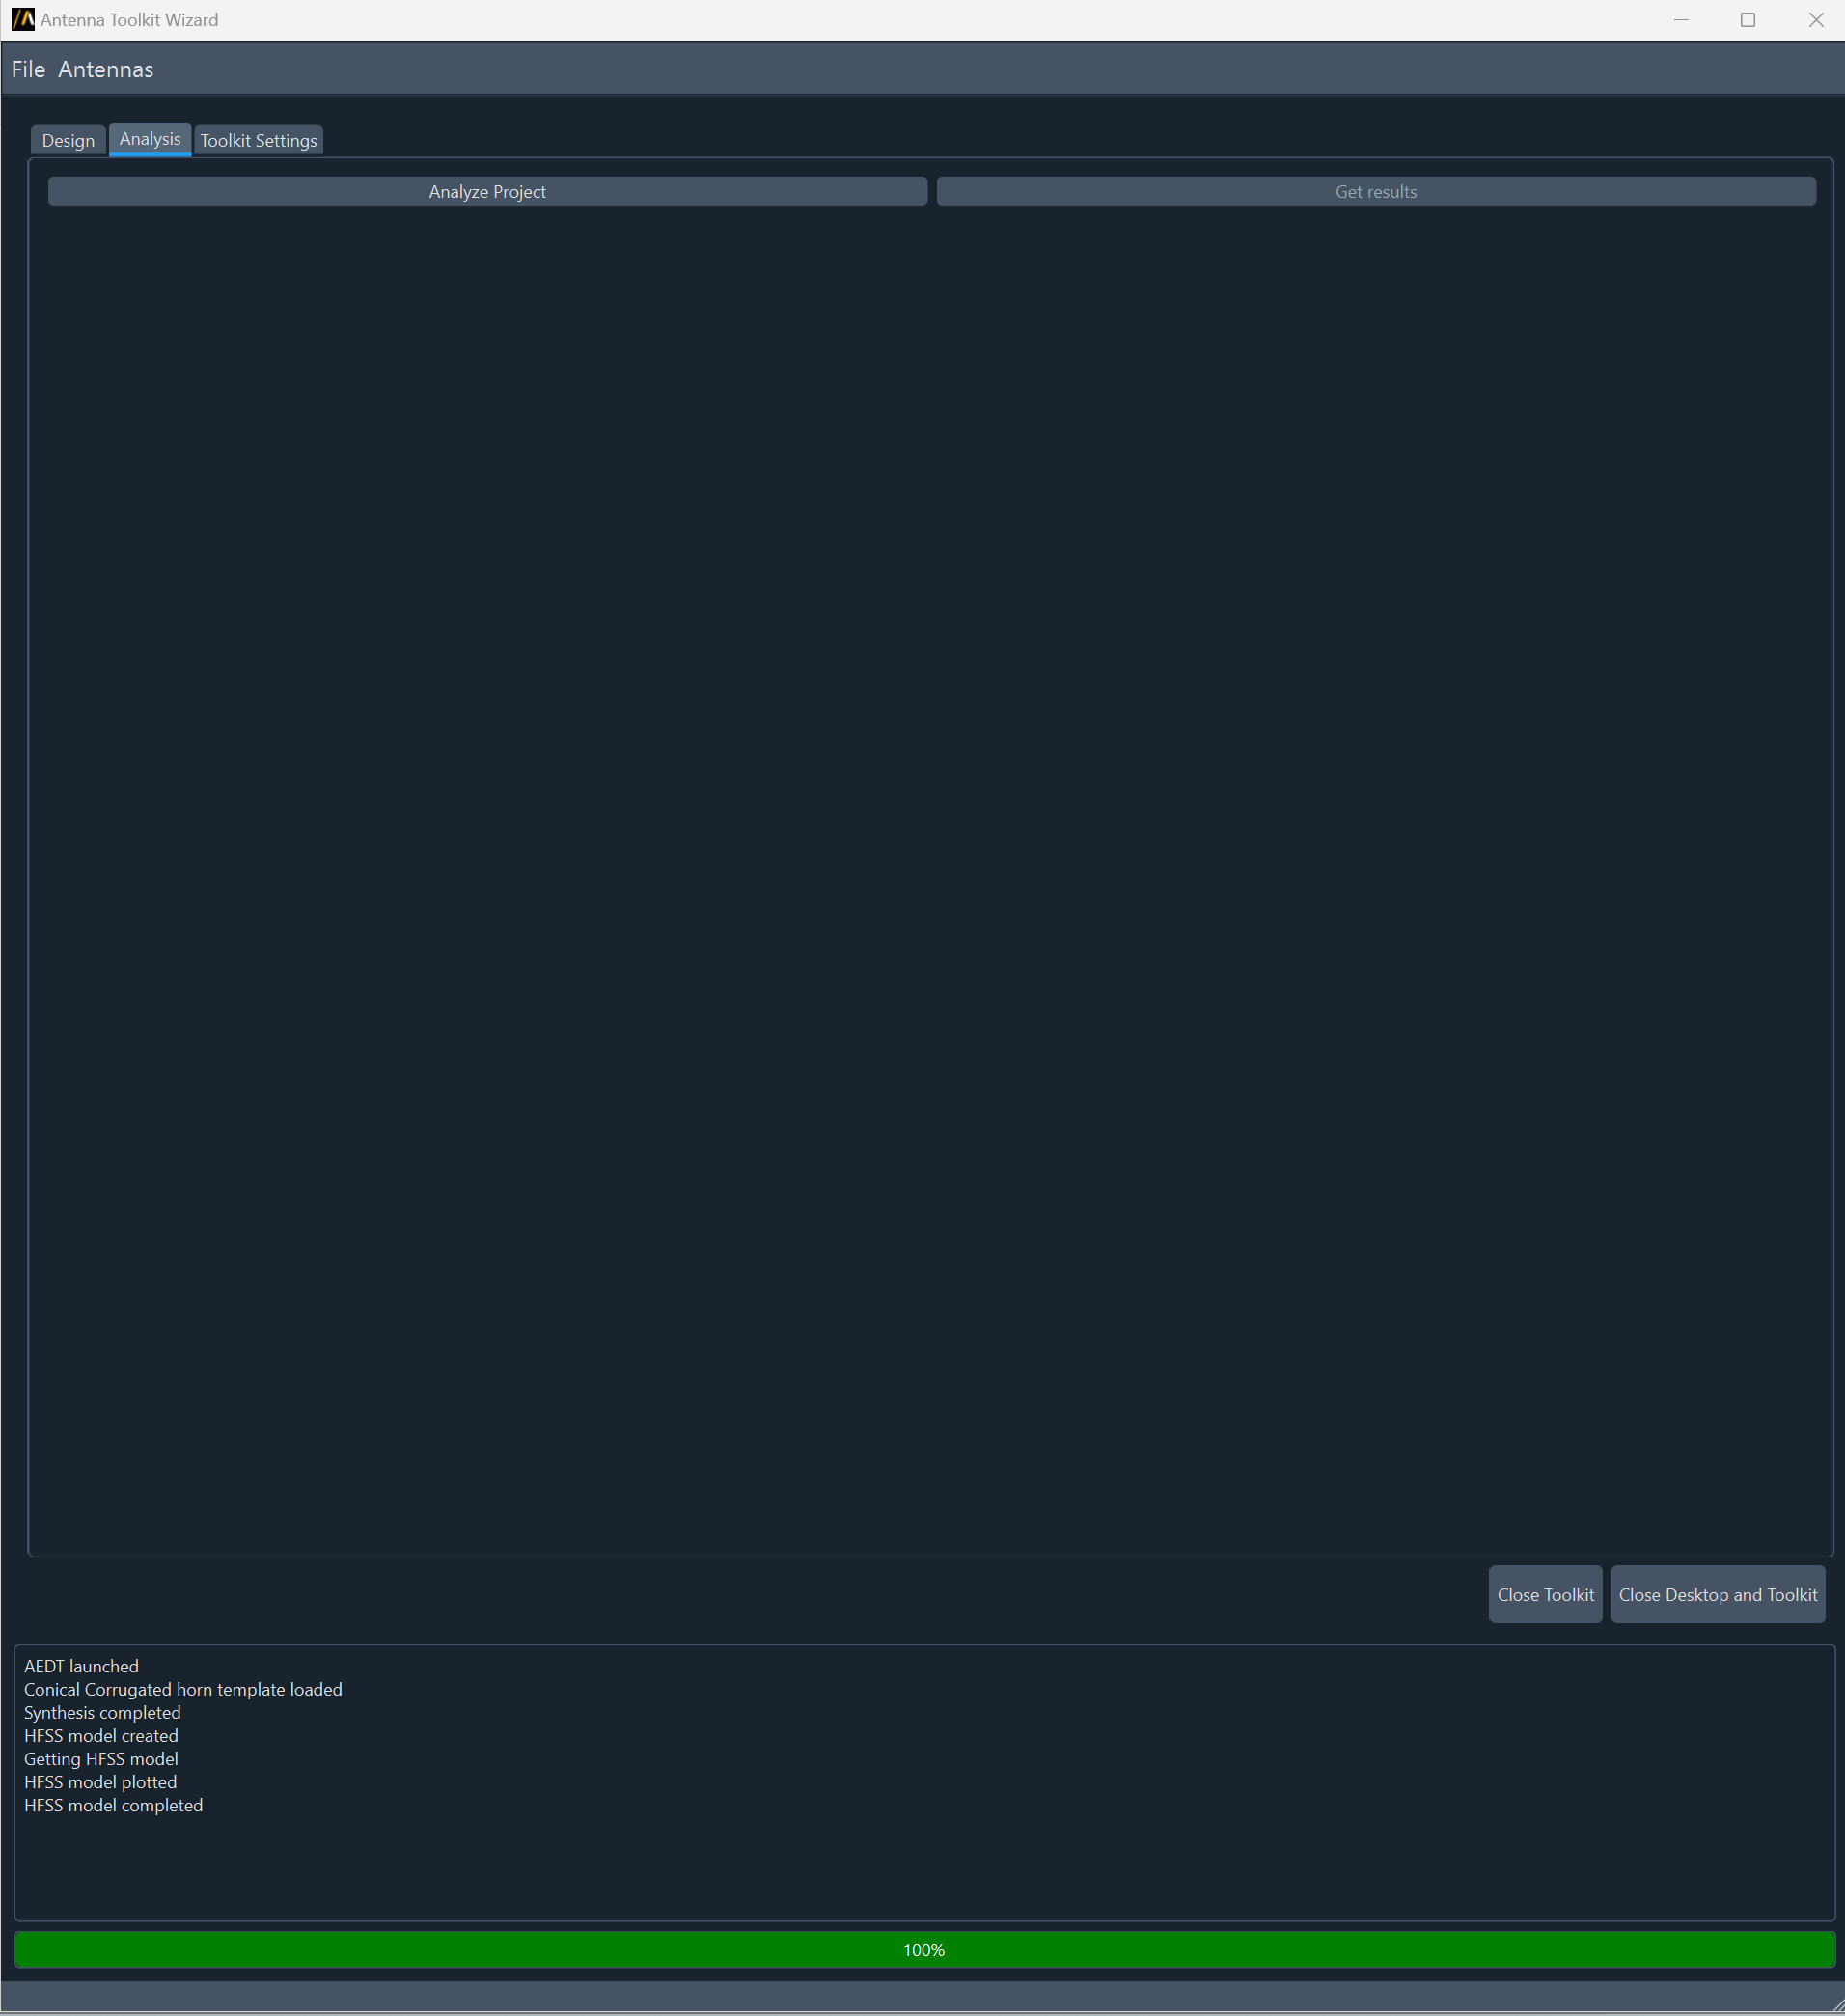 Antenna Toolkit Wizard
File Antennas
Design Analysis Toolkit Settings
Analyze Project Get results
Close Toolkit Close Desktop and Toolkit
AEDT launched
Conical Corrugated horn template loaded
Synthesis completed
HFSS model created
Getting HFSS model
HFSS model plotted
HFSS model completed
100%